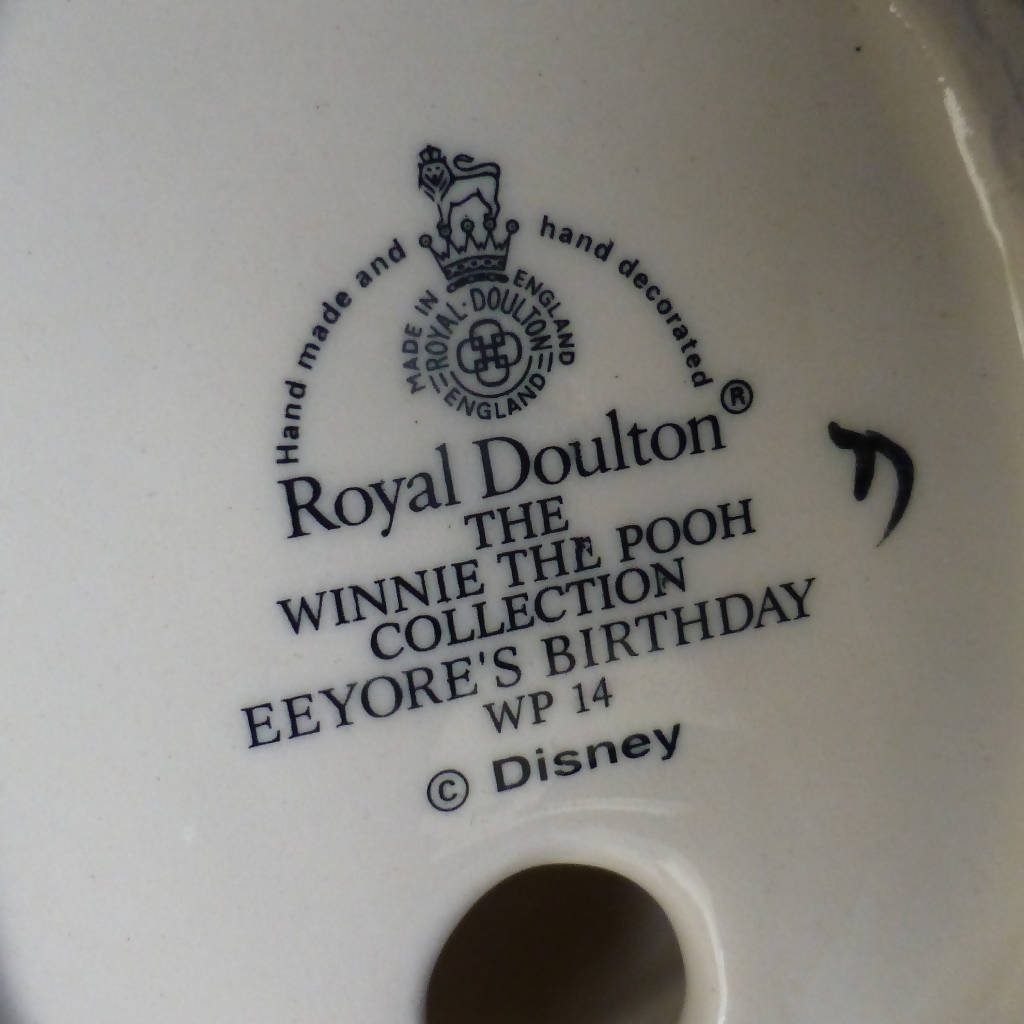 Hand made and hand decorated
MADE IN ENGLAND
ROYAL·DOULTON
ENGLAND
Royal Doulton®
THE
WINNIE THE POOH
COLLECTION
EEYORE'S BIRTHDAY
WP 14
© Disney